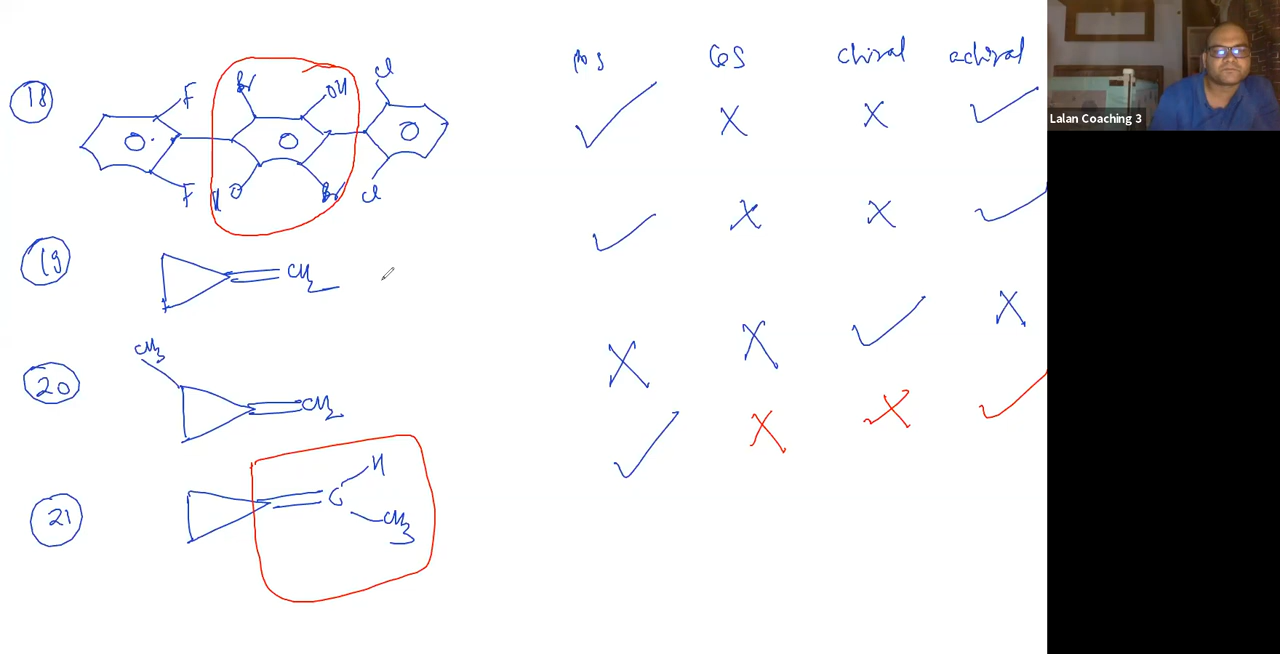 POS COS chiral achiral
18 F Br OH Cl ✓ X X ✓
F HO Br Cl
19 CH2 ✓ X X ✓
20 CH3 CH2 X X ✓ X
21 C H CH3 ✓ X X ✓
Lalan Coaching 3